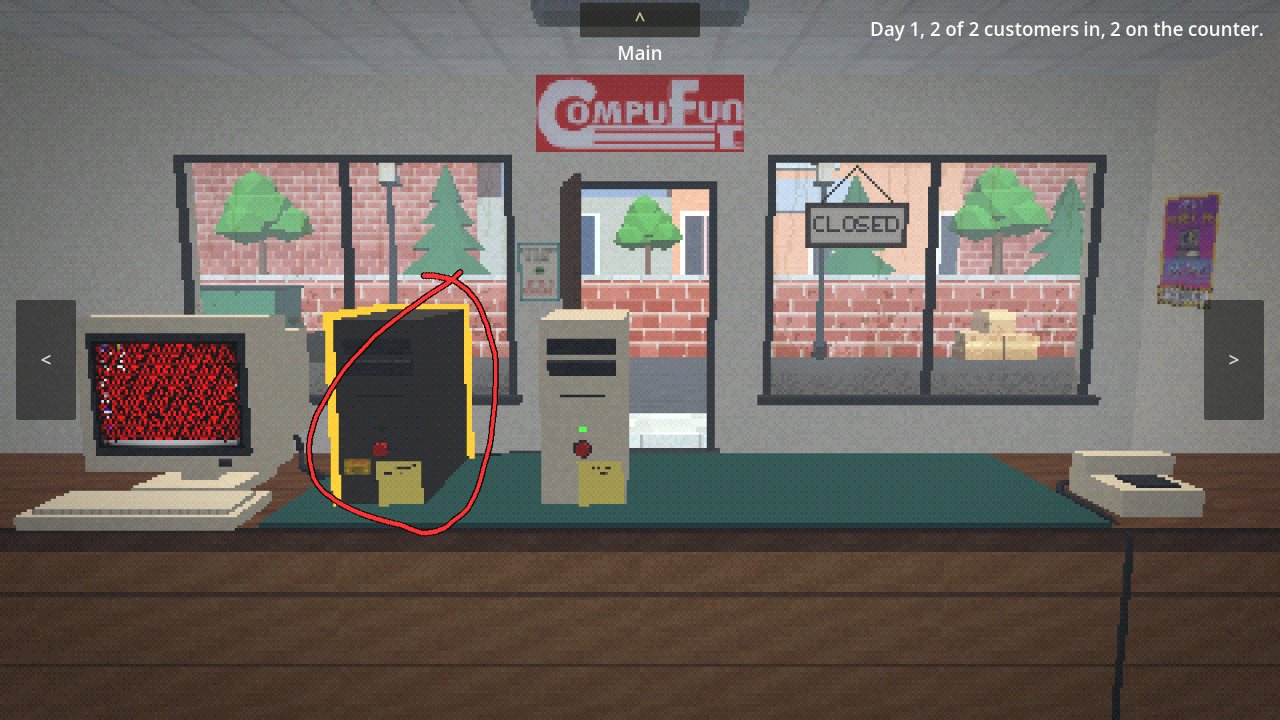 ^
Day 1, 2 of 2 customers in, 2 on the counter.
Main
COMPUFUN
CLOSED
<
>